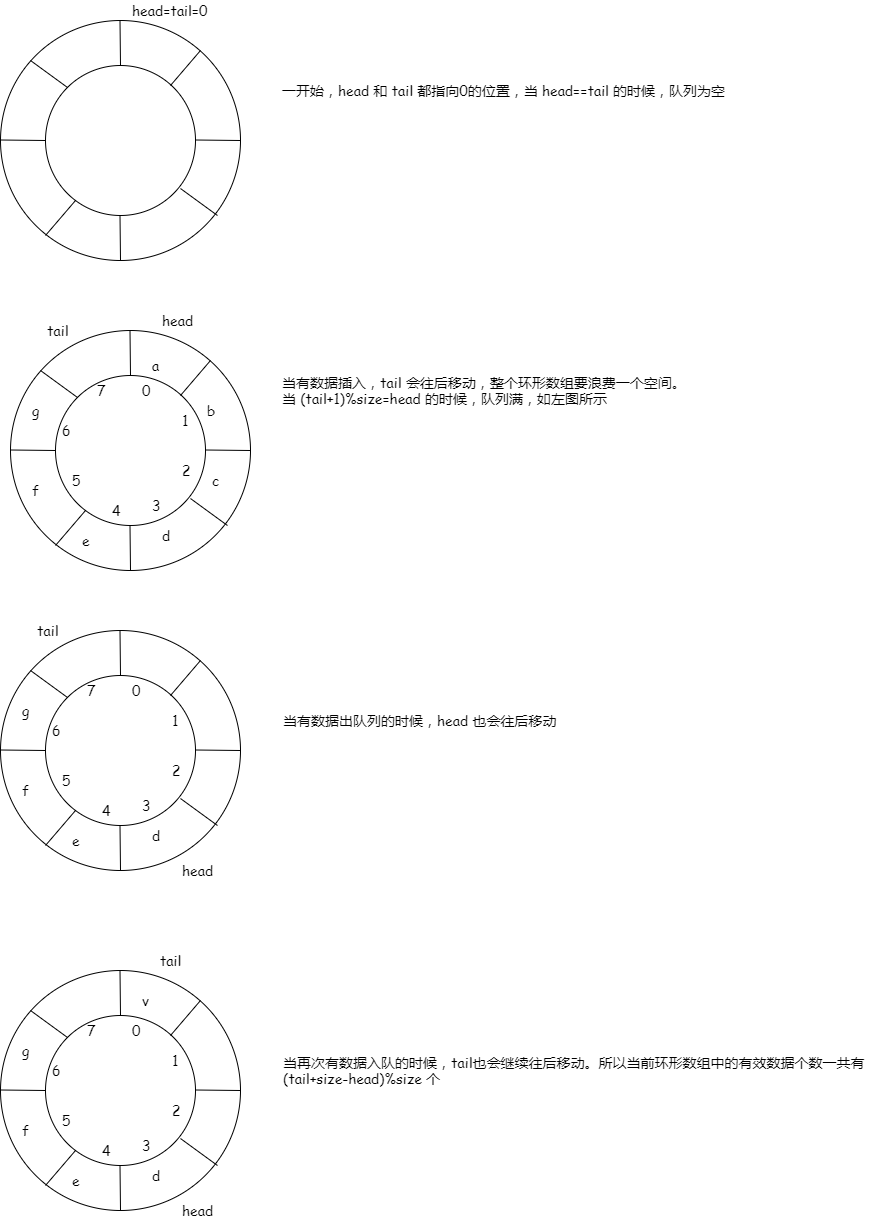 head=tail=0
一开始，head 和 tail 都指向0的位置，当 head==tail 的时候，队列为空
tail
head
a
b
c
d
e
f
g
0
1
2
3
4
5
6
7
当有数据插入，tail 会往后移动，整个环形数组要浪费一个空间。
当 (tail+1)%size=head 的时候，队列满，如左图所示
tail
g
f
e
d
7
0
1
2
3
4
5
6
head
当有数据出队列的时候，head 也会往后移动
tail
v
g
f
e
d
7
0
1
2
3
4
5
6
head
当再次有数据入队的时候，tail也会继续往后移动。所以当前环形数组中的有效数据个数一共有
(tail+size-head)%size 个